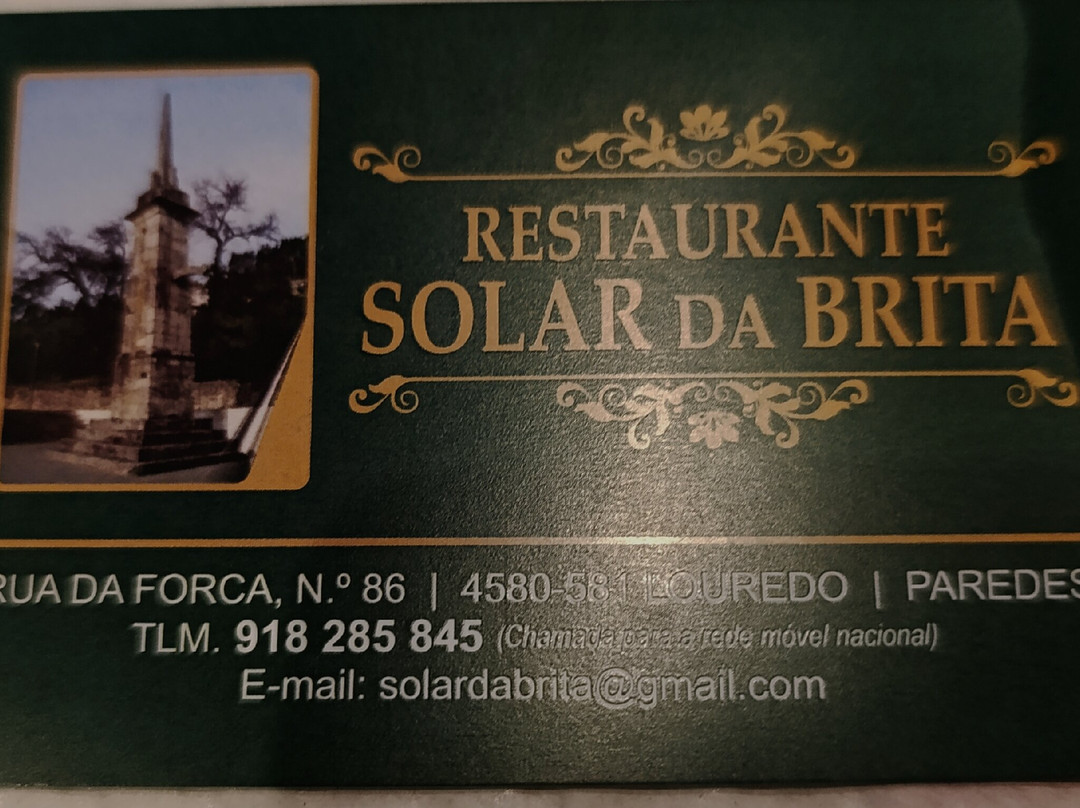 RESTAURANTE
SOLAR DA BRITA
RUA DA FORCA, N.º 86 | 4580-581 LOUREDO | PAREDES
TLM. 918 285 845 (Chamada para a rede móvel nacional)
E-mail: solardabrita@gmail.com